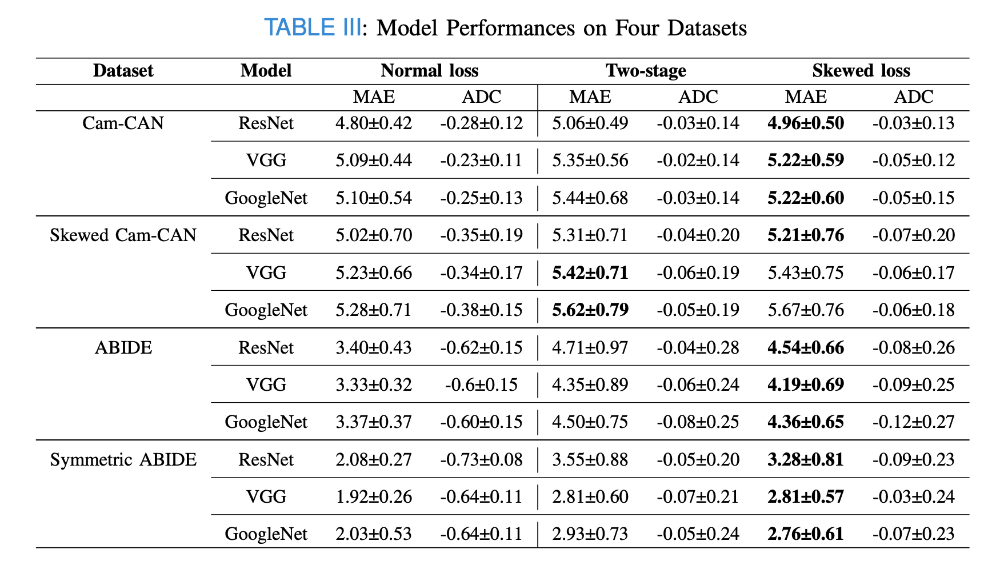 TABLE III: Model Performances on Four Datasets
Dataset Model Normal loss Two-stage Skewed loss
MAE ADC MAE ADC MAE ADC
Cam-CAN ResNet 4.80±0.42 -0.28±0.12 5.06±0.49 -0.03±0.14 4.96±0.50 -0.03±0.13
VGG 5.09±0.44 -0.23±0.11 5.35±0.56 -0.02±0.14 5.22±0.59 -0.05±0.12
GoogleNet 5.10±0.54 -0.25±0.13 5.44±0.68 -0.03±0.14 5.22±0.60 -0.05±0.15
Skewed Cam-CAN ResNet 5.02±0.70 -0.35±0.19 5.31±0.71 -0.04±0.20 5.21±0.76 -0.07±0.20
VGG 5.23±0.66 -0.34±0.17 5.42±0.71 -0.06±0.19 5.43±0.75 -0.06±0.17
GoogleNet 5.28±0.71 -0.38±0.15 5.62±0.79 -0.05±0.19 5.67±0.76 -0.06±0.18
ABIDE ResNet 3.40±0.43 -0.62±0.15 4.71±0.97 -0.04±0.28 4.54±0.66 -0.08±0.26
VGG 3.33±0.32 -0.6±0.15 4.35±0.89 -0.06±0.24 4.19±0.69 -0.09±0.25
GoogleNet 3.37±0.37 -0.60±0.15 4.50±0.75 -0.08±0.25 4.36±0.65 -0.12±0.27
Symmetric ABIDE ResNet 2.08±0.27 -0.73±0.08 3.55±0.88 -0.05±0.20 3.28±0.81 -0.09±0.23
VGG 1.92±0.26 -0.64±0.11 2.81±0.60 -0.07±0.21 2.81±0.57 -0.03±0.24
GoogleNet 2.03±0.53 -0.64±0.11 2.93±0.73 -0.05±0.24 2.76±0.61 -0.07±0.23